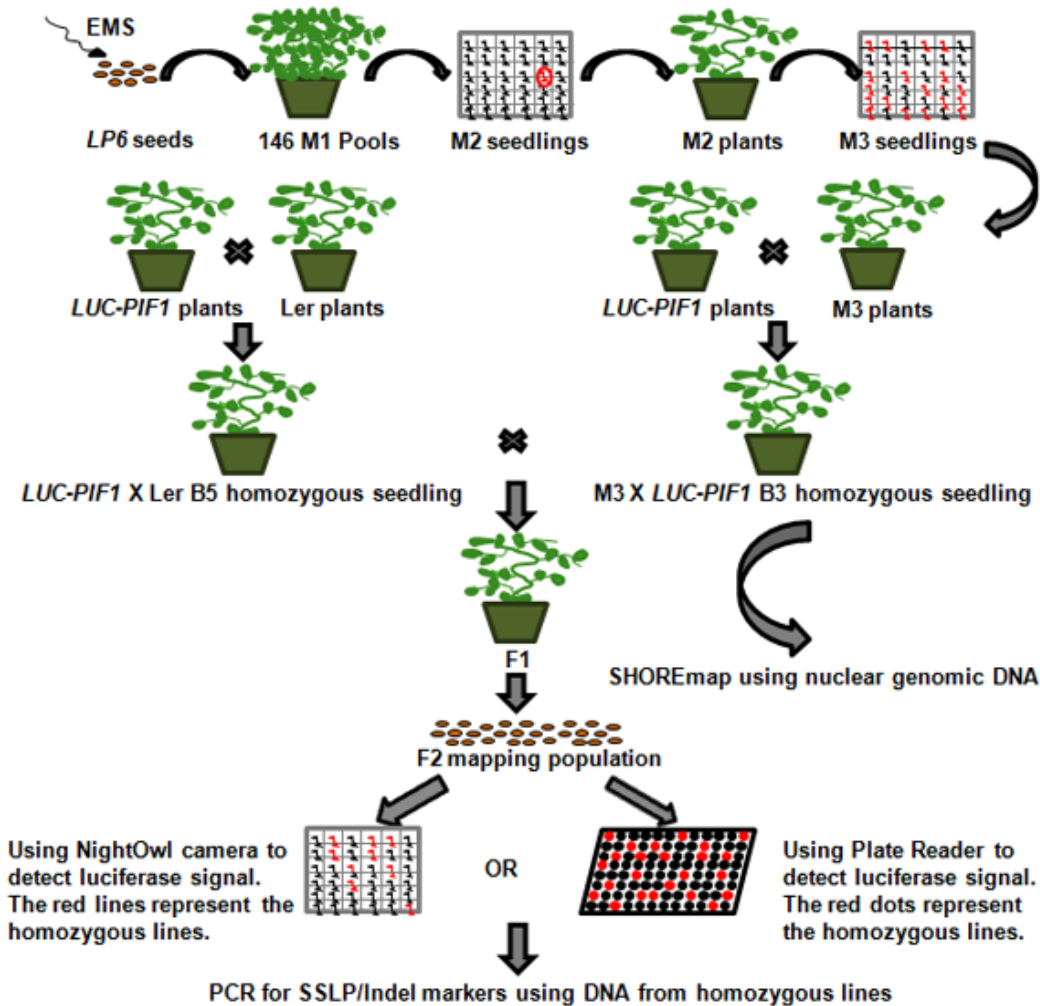 EMS
LP6 seeds
146 M1 Pools
M2 seedlings
M2 plants
M3 seedlings
LUC-PIF1 plants
Ler plants
LUC-PIF1 plants
M3 plants
LUC-PIF1 X Ler B5 homozygous seedling
M3 X LUC-PIF1 B3 homozygous seedling
F1
SHOREmap using nuclear genomic DNA
F2 mapping population
Using NightOwl camera to
detect luciferase signal.
The red lines represent the
homozygous lines.
OR
Using Plate Reader to
detect luciferase signal.
The red dots represent
the homozygous lines.
PCR for SSLP/Indel markers using DNA from homozygous lines